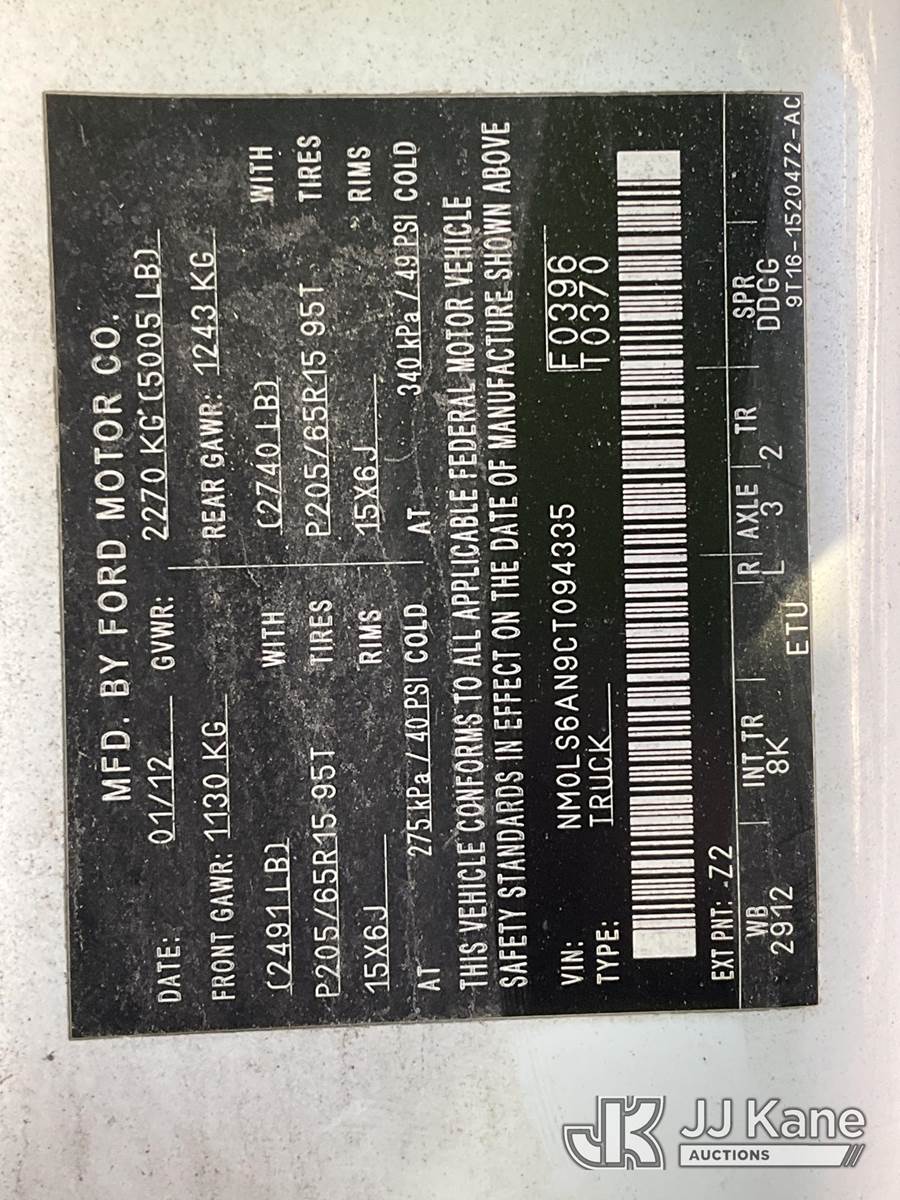 MFD. BY FORD MOTOR CO.
DATE: 01/12 GVWR: 2270 KG (5005 LB)
FRONT GAWR: 1130 KG REAR GAWR: 1243 KG
(2491 LB) WITH (2740 LB) WITH
P205/65R15 95T TIRES P205/65R15 95T TIRES
15X6J RIMS 15X6J RIMS
AT 275 kPa / 40 PSI COLD AT 340 kPa / 49 PSI COLD
THIS VEHICLE CONFORMS TO ALL APPLICABLE FEDERAL MOTOR VEHICLE
SAFETY STANDARDS IN EFFECT ON THE DATE OF MANUFACTURE SHOWN ABOVE
VIN: NM0LS6AN9CT094335 F0396
TYPE: TRUCK T0370
EXT PNT: Z2
WB INT TR R AXLE TR SPR
2912 8K L 3 2 DDGG
ETU 9T16-1520472-AC
JK JJ Kane
AUCTIONS